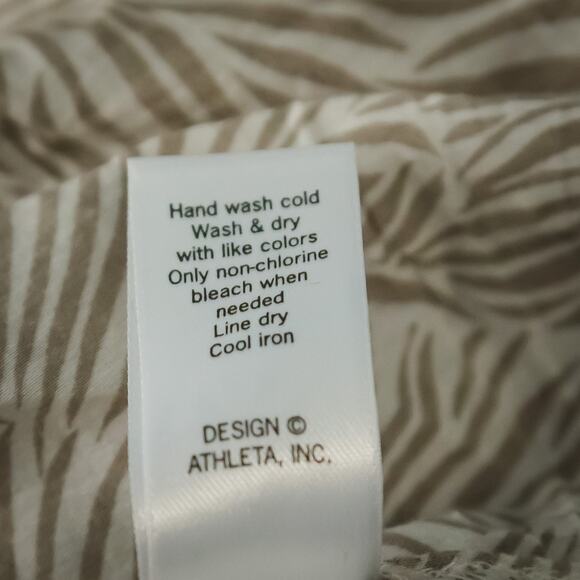 Hand wash cold
Wash & dry
with like colors
Only non-chlorine
bleach when
needed
Line dry
Cool iron
DESIGN ©
ATHLETA, INC.